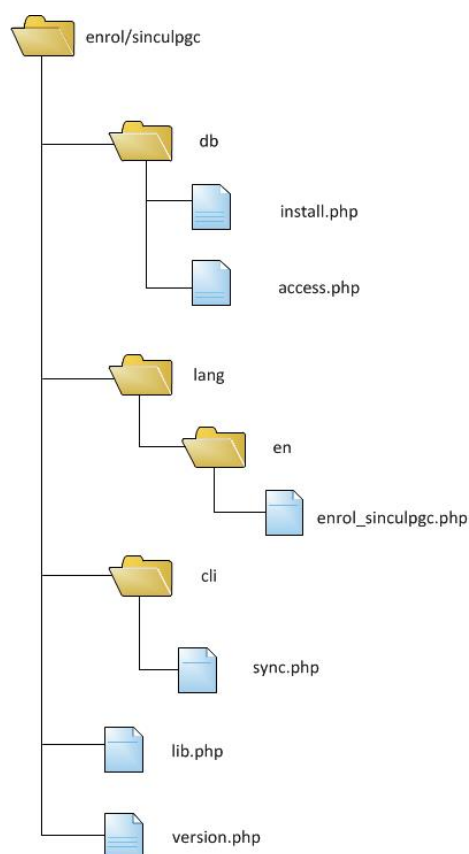 enrol/sinculpgc
db
install.php
access.php
lang
en
enrol_sinculpgc.php
cli
sync.php
lib.php
version.php